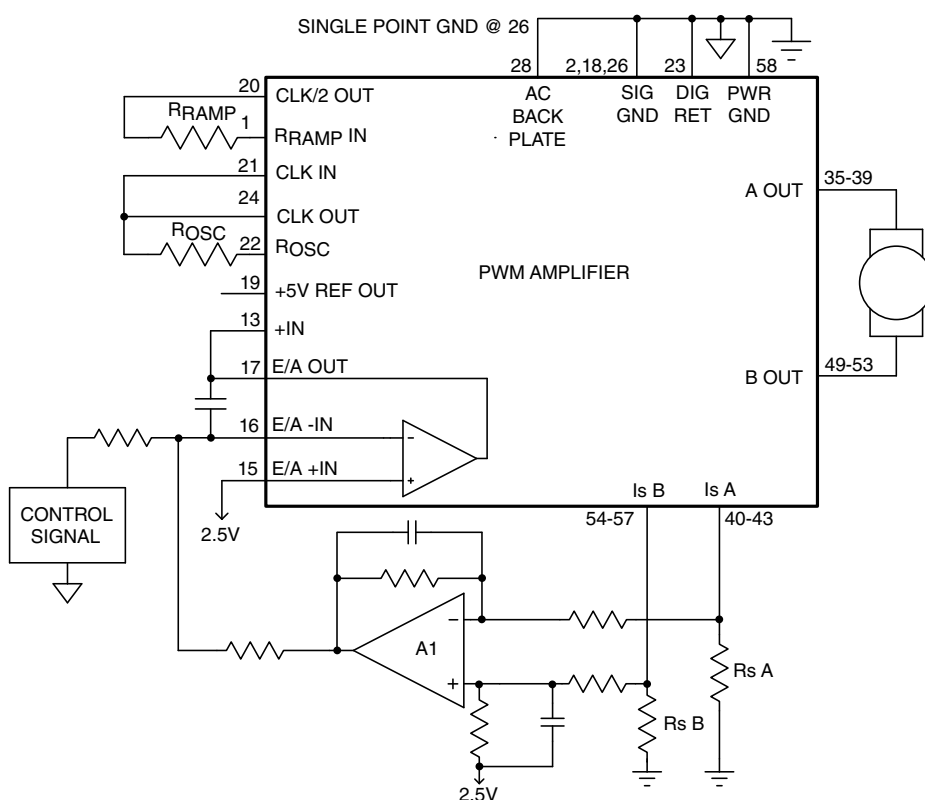 SINGLE POINT GND @ 26
28
2,18,26
23
58
AC
BACK
PLATE
SIG
GND
DIG
RET
PWR
GND
20
CLK/2 OUT
RRAMP
1
RRAMP IN
21
CLK IN
24
CLK OUT
ROSC
22
ROSC
19
+5V REF OUT
13
+IN
17
E/A OUT
16
E/A -IN
-
15
E/A +IN
+
2.5V
PWM AMPLIFIER
A OUT
35-39
B OUT
49-53
Is B
Is A
54-57
40-43
CONTROL
SIGNAL
A1
−
+
Rs A
Rs B
2.5V